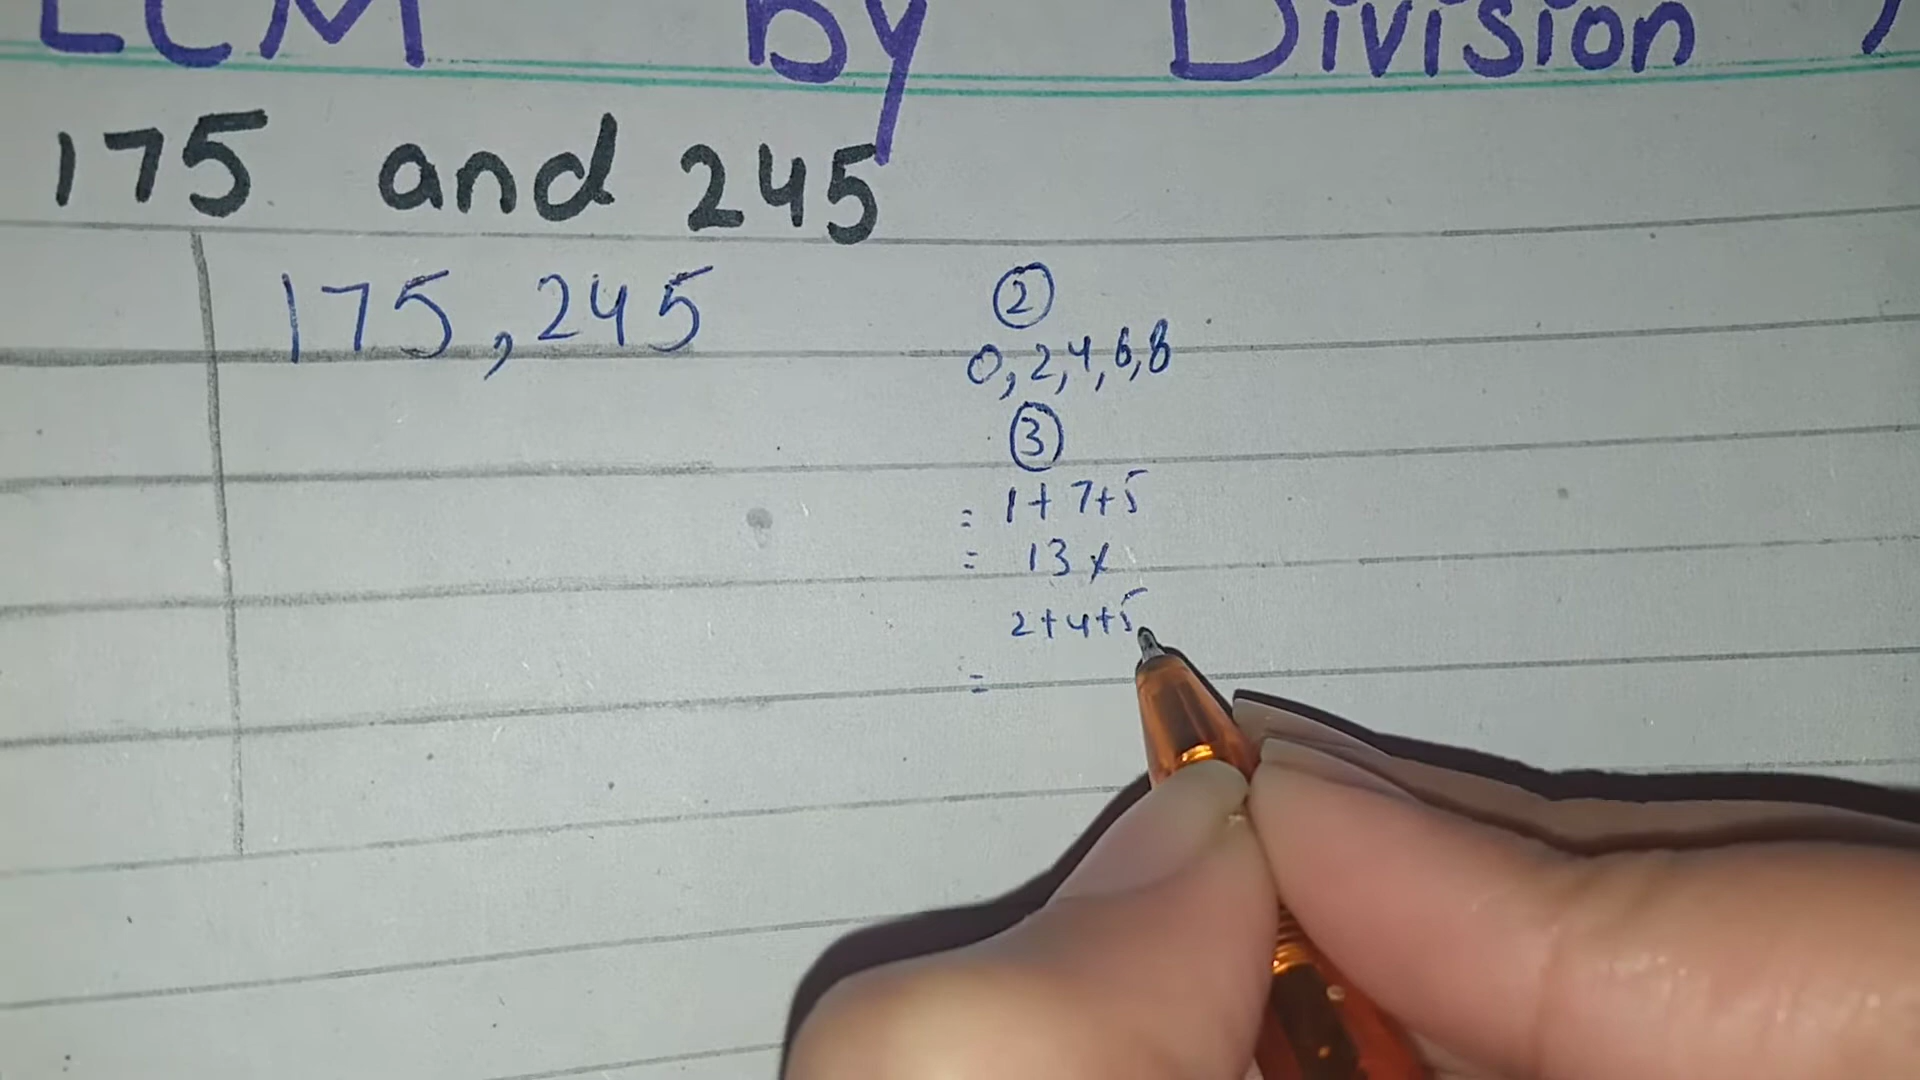 LCM By Division
175 and 245
175,245
2
0,2,4,6,8
3
= 1+7+5
= 13 x
2+4+5
=